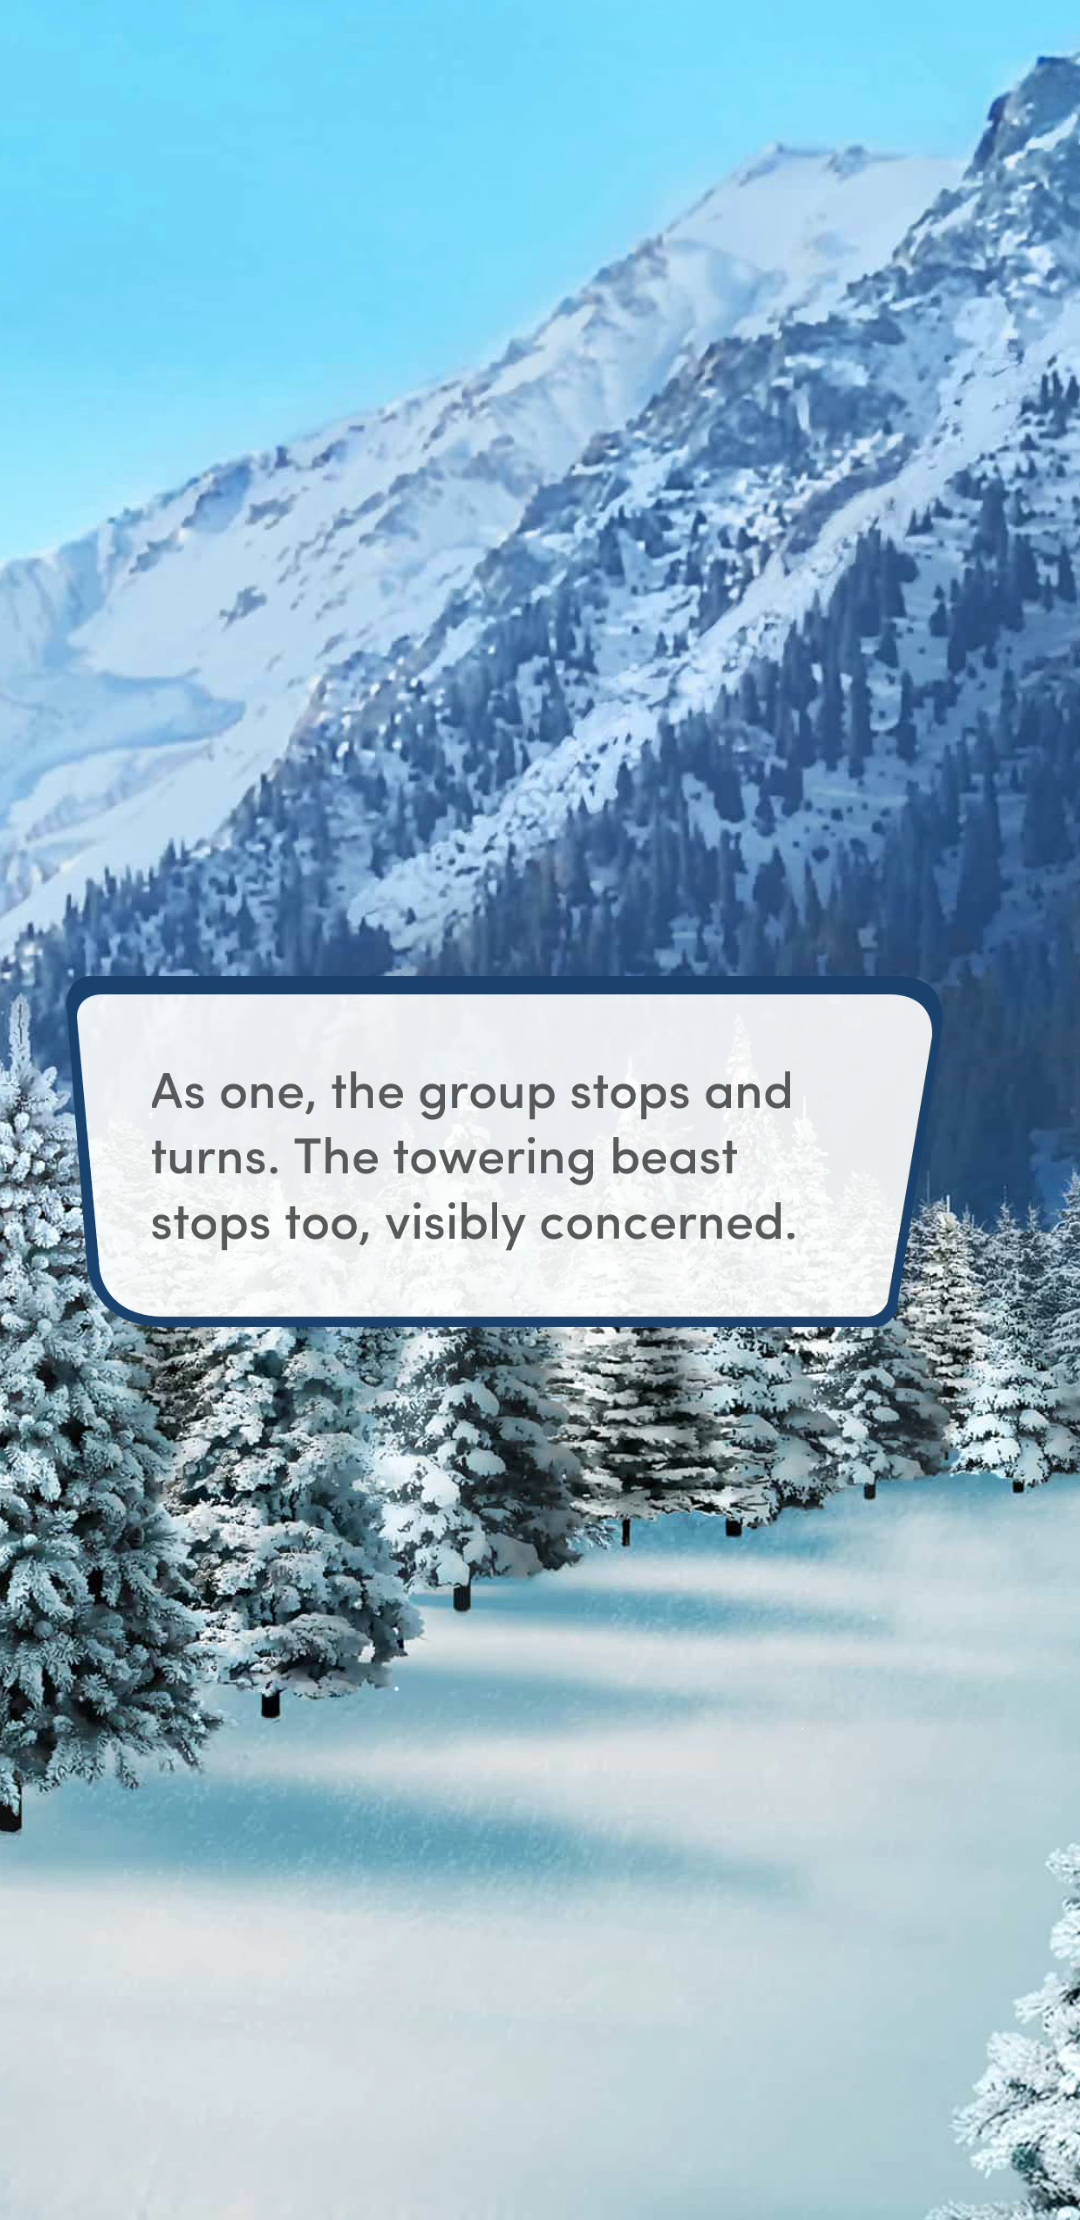 As one, the group stops and
turns. The towering beast
stops too, visibly concerned.